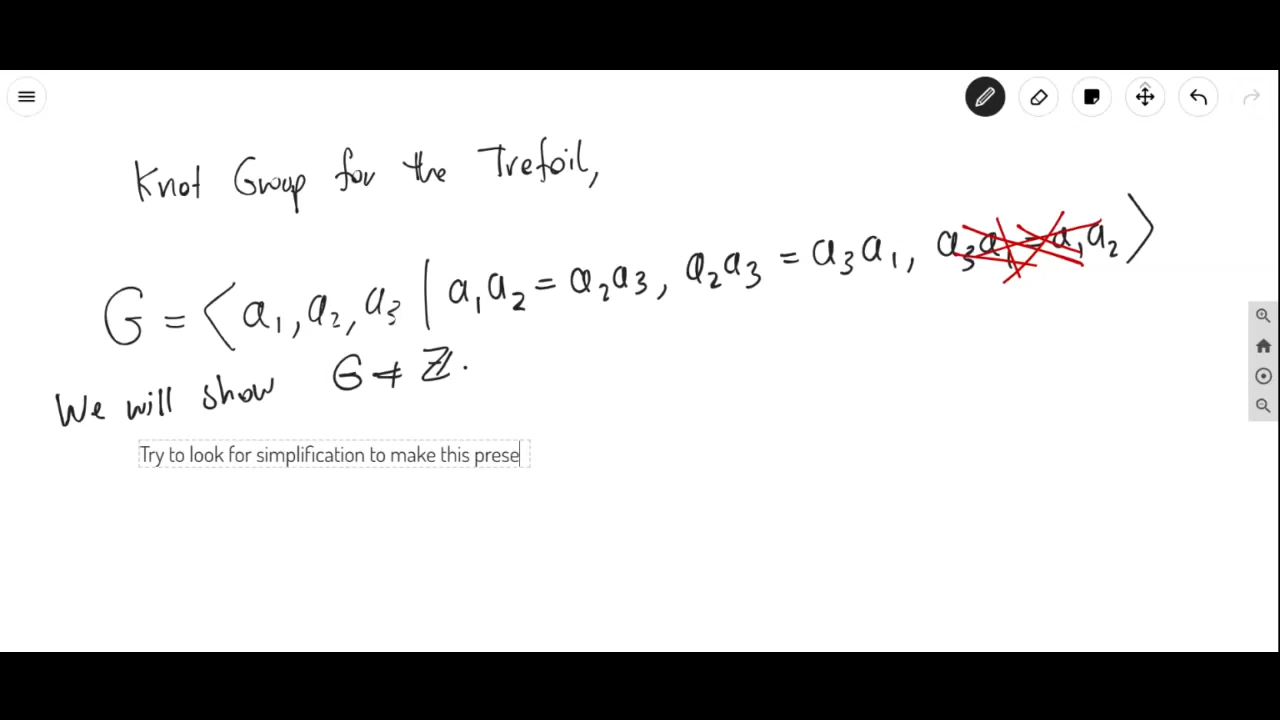 Knot Group for the Trefoil,
G = ⟨ a₁, a₂, a₃ | a₁a₂ = a₂a₃, a₂a₃ = a₃a₁, a₃a₁ = a₁a₂ ⟩
We will show G ≠ ℤ.
Try to look for simplification to make this prese